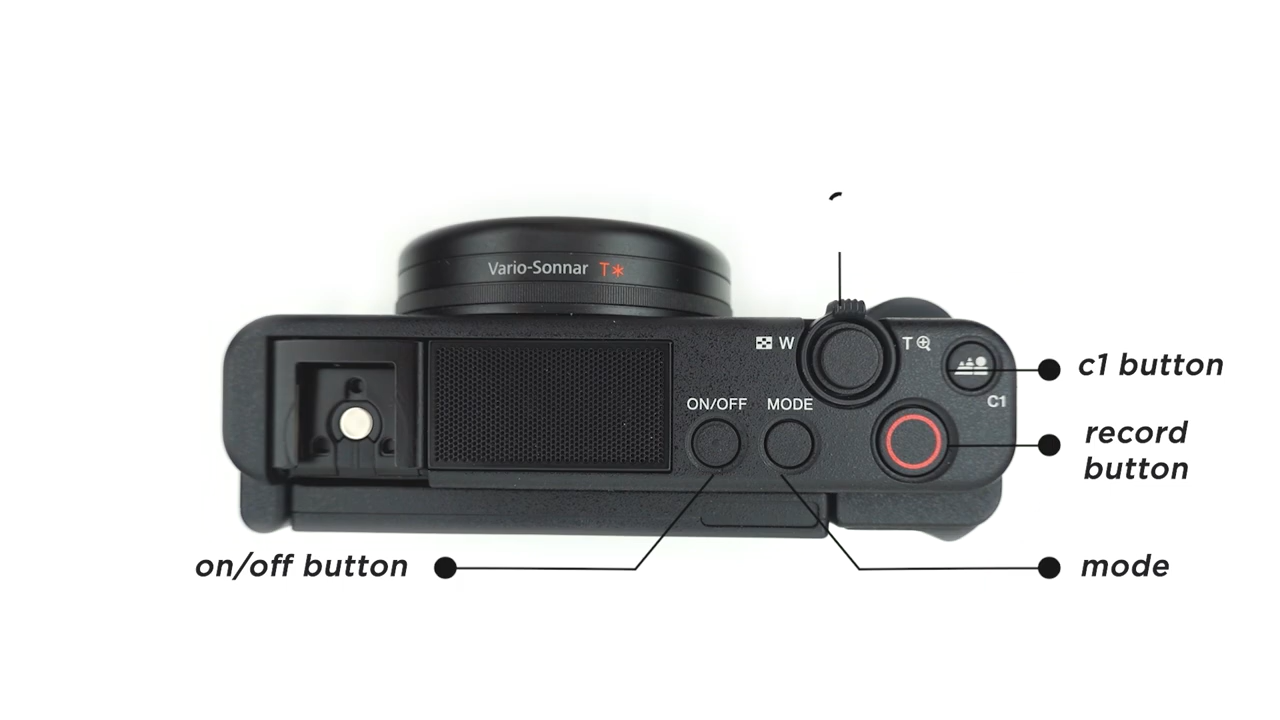 Vario-Sonnar T*
W
T
ON/OFF MODE
C1
c1 button
record
button
on/off button
mode